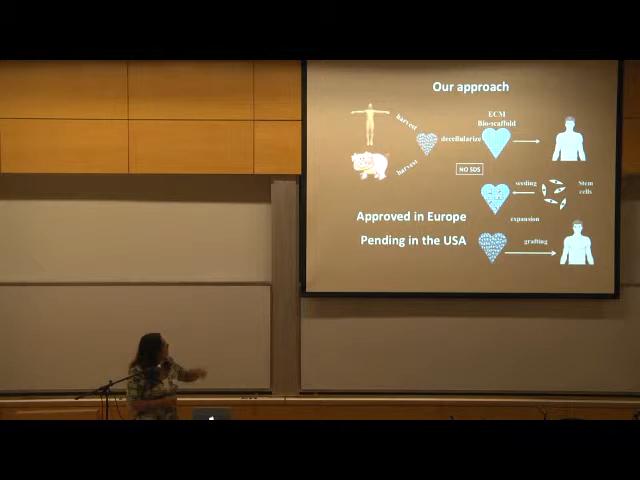 Our approach
ECM
Bio-scaffold
harvest
decellularize
harvest
NO SDS
seeding
Stem
cells
Approved in Europe
expansion
Pending in the USA
grafting